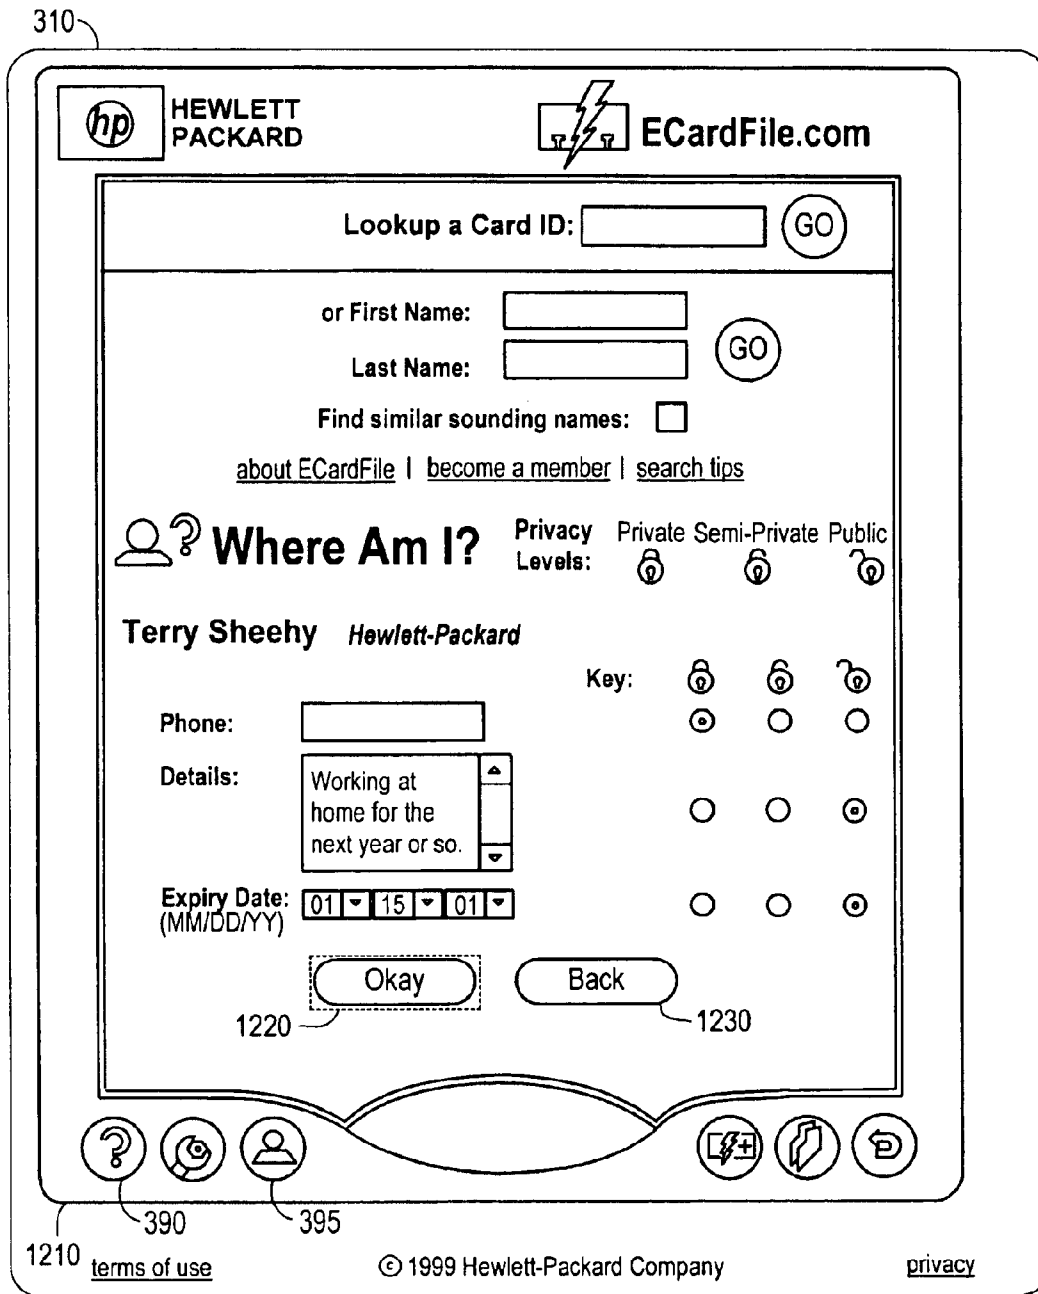 310
hp HEWLETT PACKARD
ECardFile.com
Lookup a Card ID: GO
or First Name:
Last Name:
GO
Find similar sounding names:
about ECardFile | become a member | search tips
Where Am I?
Privacy Levels: Private Semi-Private Public
Terry Sheehy Hewlett-Packard
Key:
Phone:
Details: Working at
home for the
next year or so.
Expiry Date: 01 15 01
(MM/DD/YY)
Okay Back
1220 1230
390 395
1210
terms of use © 1999 Hewlett-Packard Company privacy